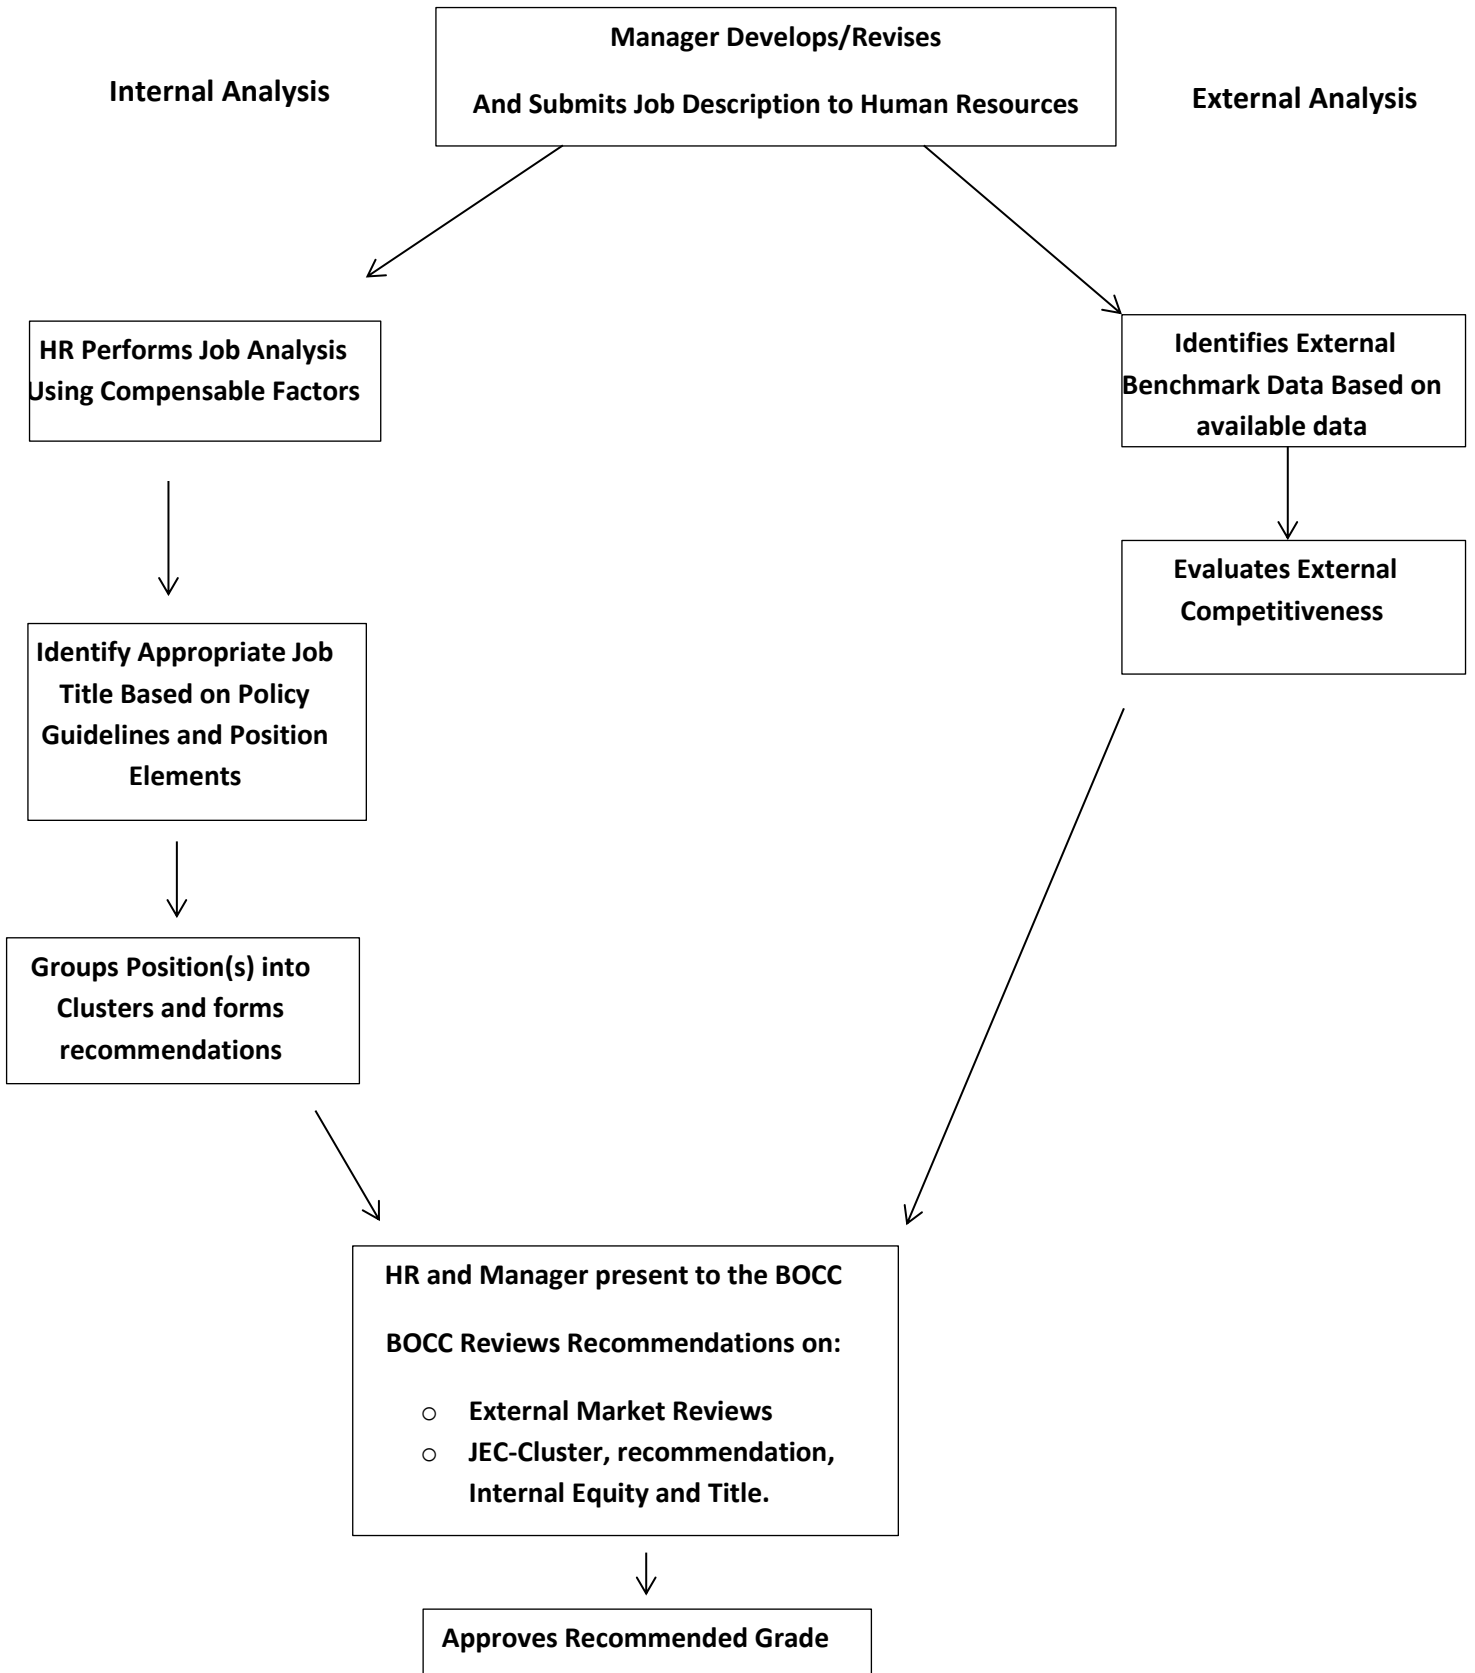 Manager Develops/Revises
And Submits Job Description to Human Resources
Internal Analysis
External Analysis
HR Performs Job Analysis
Using Compensable Factors
Identifies External
Benchmark Data Based on
available data
Evaluates External
Competitiveness
Identify Appropriate Job
Title Based on Policy
Guidelines and Position
Elements
Groups Position(s) into
Clusters and forms
recommendations
HR and Manager present to the BOCC
BOCC Reviews Recommendations on:
o External Market Reviews
o JEC-Cluster, recommendation,
Internal Equity and Title.
Approves Recommended Grade